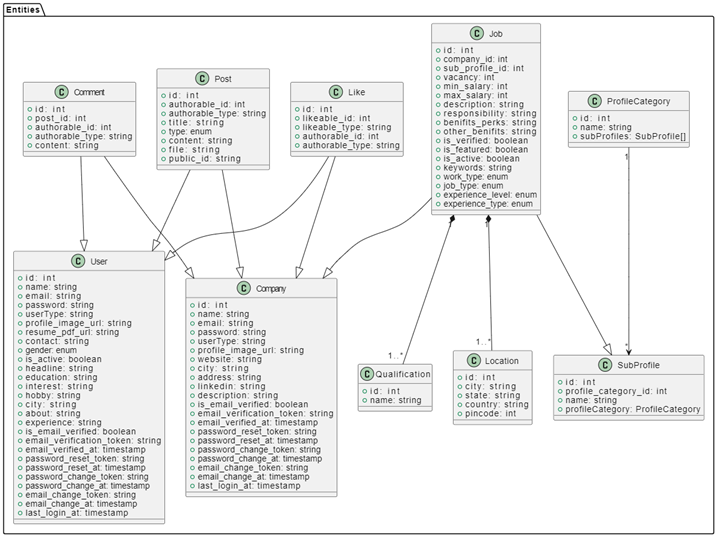 Entities
C Job
id: int
company_id: int
sub_profile_id: int
vacancy: int
min_salary: int
max_salary: int
description: string
responsibility: string
benifits_perks: string
other_benifits: string
is_verified: boolean
is_featured: boolean
is_active: boolean
keywords: string
work_type: enum
job_type: enum
experience_level: enum
experience_type: enum
C Post
id: int
authorable_id: int
authorable_type: string
title: string
type: enum
content: string
file: string
public_id: string
C Comment
id: int
post_id: int
authorable_id: int
authorable_type: string
content: string
C Like
id: int
likeable_id: int
likeable_type: string
authorable_id: int
authorable_type: string
C ProfileCategory
id: int
name: string
subProfiles: SubProfile[]
1
1
1
C User
id: int
name: string
email: string
password: string
userType: string
profile_image_url: string
resume_pdf_url: string
contact: string
gender: enum
is_active: boolean
headline: string
education: string
interest: string
hobby: string
city: string
about: string
experience: string
is_email_verified: boolean
email_verification_token: string
email_verified_at: timestamp
password_reset_token: string
password_reset_at: timestamp
password_change_token: string
password_change_at: timestamp
email_change_token: string
email_change_at: timestamp
last_login_at: timestamp
C Company
id: int
name: string
email: string
password: string
userType: string
profile_image_url: string
website: string
city: string
address: string
linkedin: string
description: string
is_email_verified: boolean
email_verification_token: string
email_verified_at: timestamp
password_reset_token: string
password_reset_at: timestamp
password_change_token: string
password_change_at: timestamp
email_change_token: string
email_change_at: timestamp
last_login_at: timestamp
1..*
1..*
*
C Qualification
id: int
name: string
C Location
id: int
city: string
state: string
country: string
pincode: int
C SubProfile
id: int
profile_category_id: int
name: string
profileCategory: ProfileCategory